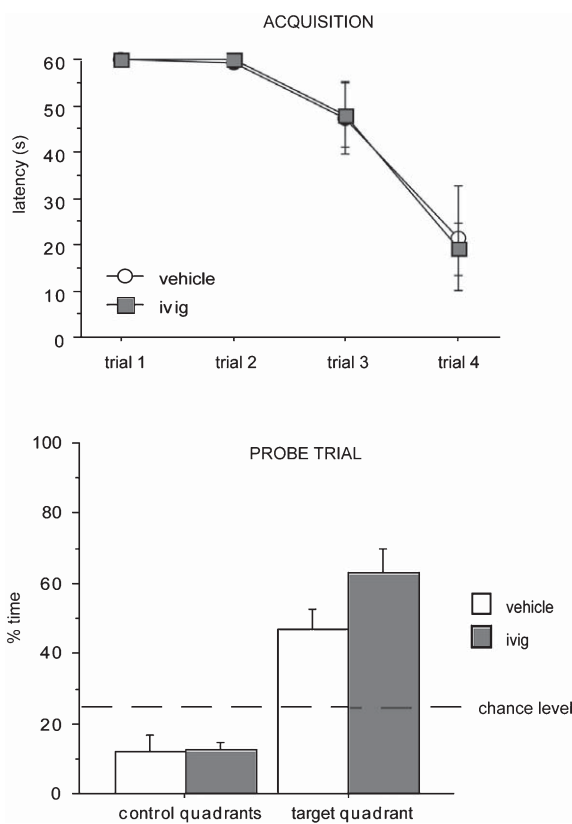 ACQUISITION
60
50
40
30
20
10
0
latency (s)
vehicle
ivig
trial 1 trial 2 trial 3 trial 4
PROBE TRIAL
100
80
60
40
20
0
% time
vehicle
ivig
chance level
control quadrants target quadrant